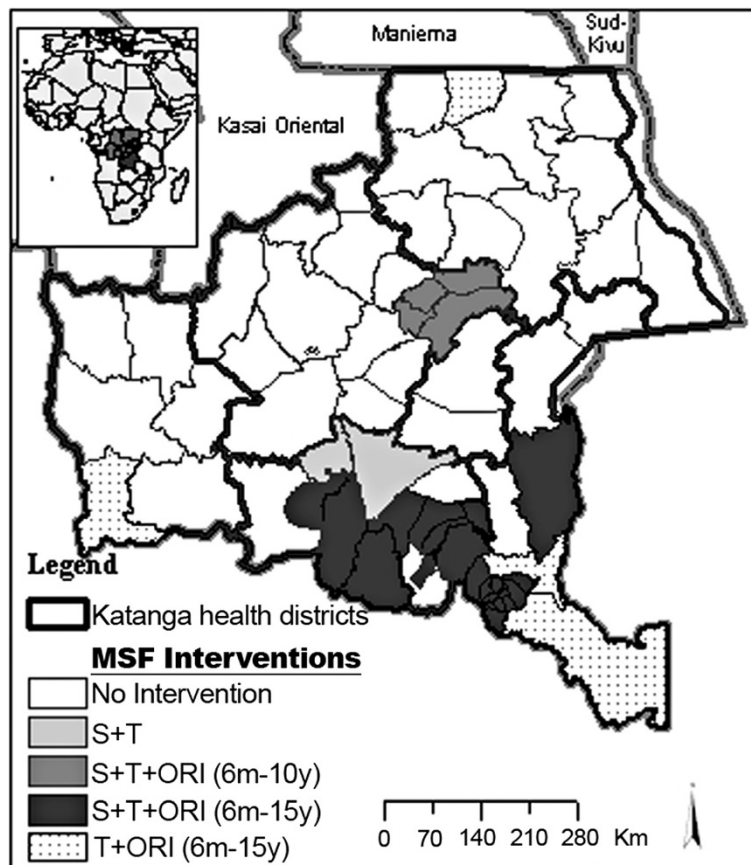 Maniema
Sud-
Kivu
Kasai Oriental
Legend
Katanga health districts
MSF Interventions
No Intervention
S+T
S+T+ORI (6m-10y)
S+T+ORI (6m-15y)
T+ORI (6m-15y)
0 70 140 210 280 Km